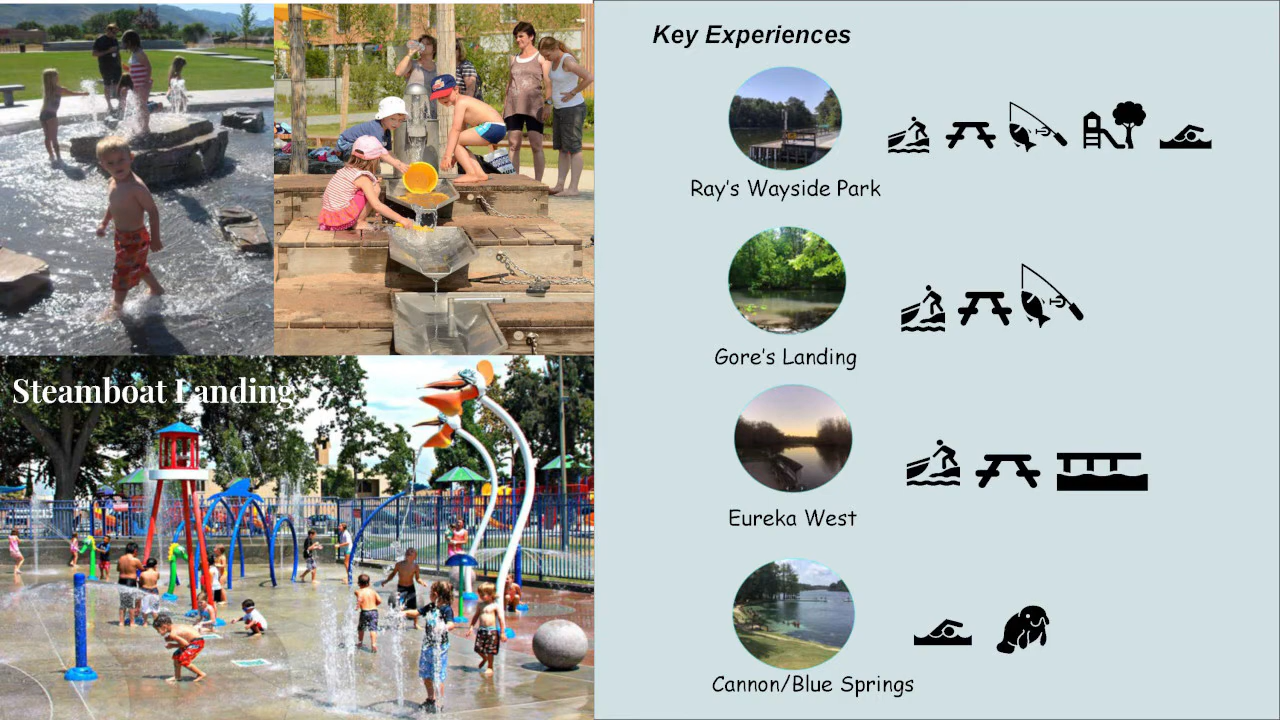 Steamboat Landing
Key Experiences
Ray's Wayside Park
Gore's Landing
Eureka West
Cannon/Blue Springs